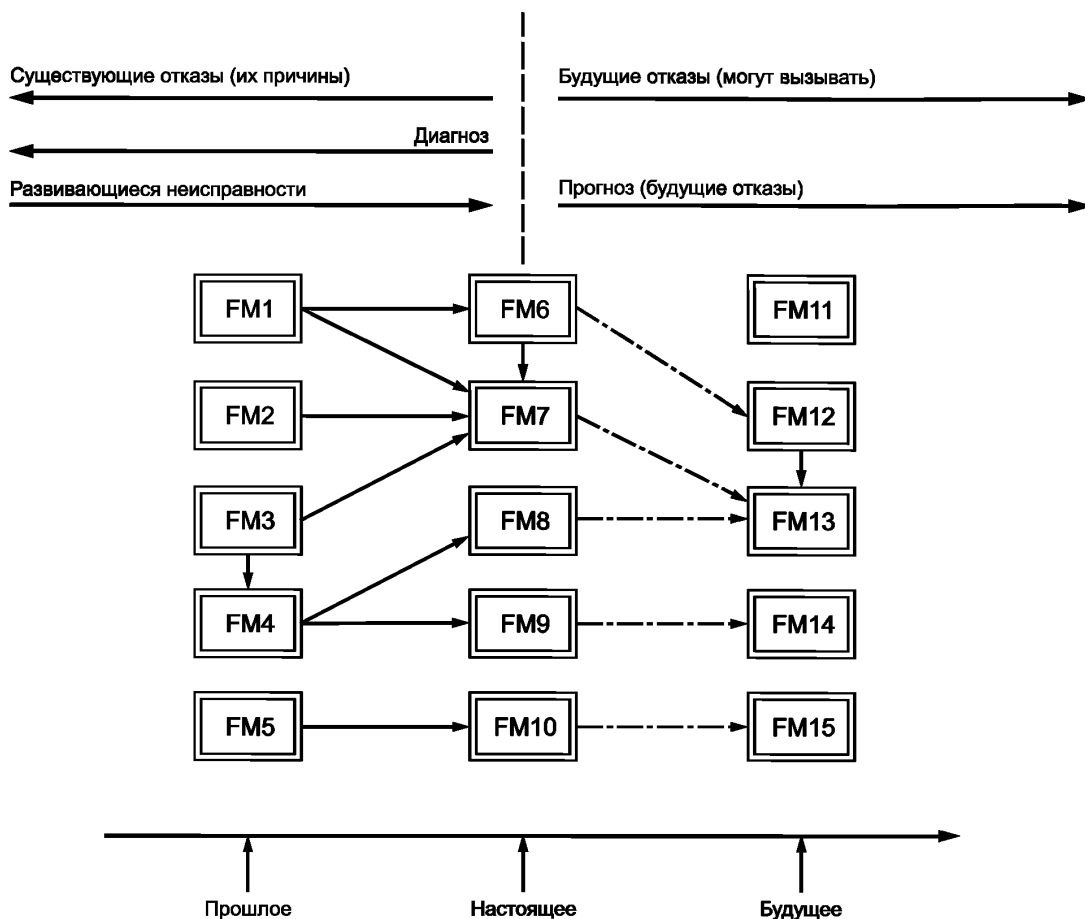 Существующие отказы (их причины)
Будущие отказы (могут вызывать)
Диагноз
Развивающиеся неисправности
Прогноз (будущие отказы)
FM1
FM6
FM11
FM2
FM7
FM12
FM3
FM8
FM13
FM4
FM9
FM14
FM5
FM10
FM15
Прошлое
Настоящее
Будущее